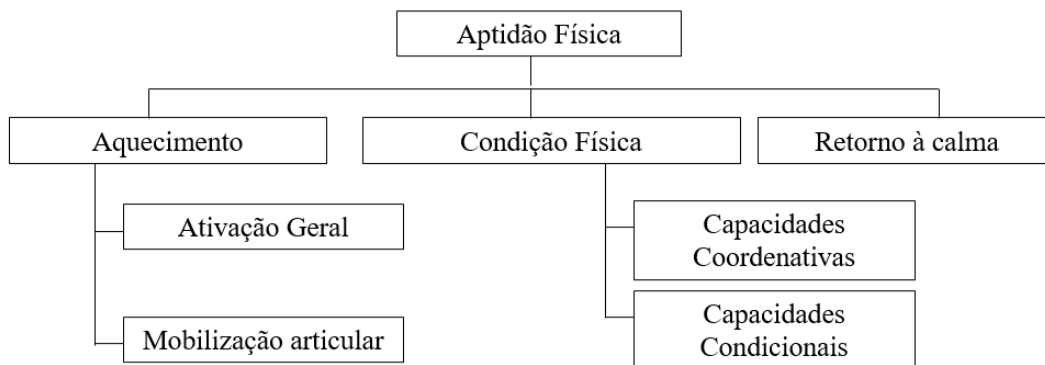 Aptidão Física
Aquecimento
Condição Física
Retorno à calma
Ativação Geral
Mobilização articular
Capacidades
Coordenativas
Capacidades
Condicionais